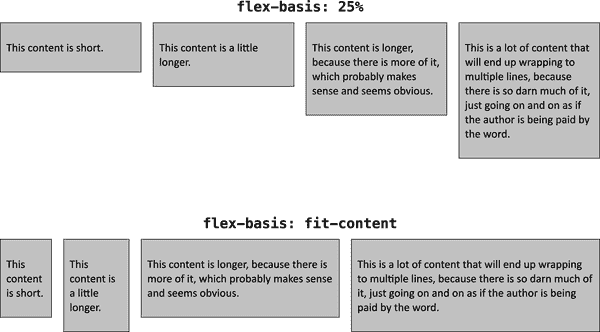 flex-basis: 25%
This content is short.
This content is a little
longer.
This content is longer,
because there is more of it,
which probably makes
sense and seems obvious.
This is a lot of content that
will end up wrapping to
multiple lines, because
there is so darn much of it,
just going on and on as if
the author is being paid by
the word.
flex-basis: fit-content
This
content
is short.
This
content is
a little
longer.
This content is longer, because there is
more of it, which probably makes sense
and seems obvious.
This is a lot of content that will end up wrapping
to multiple lines, because there is so darn much of
it, just going on and on as if the author is being
paid by the word.